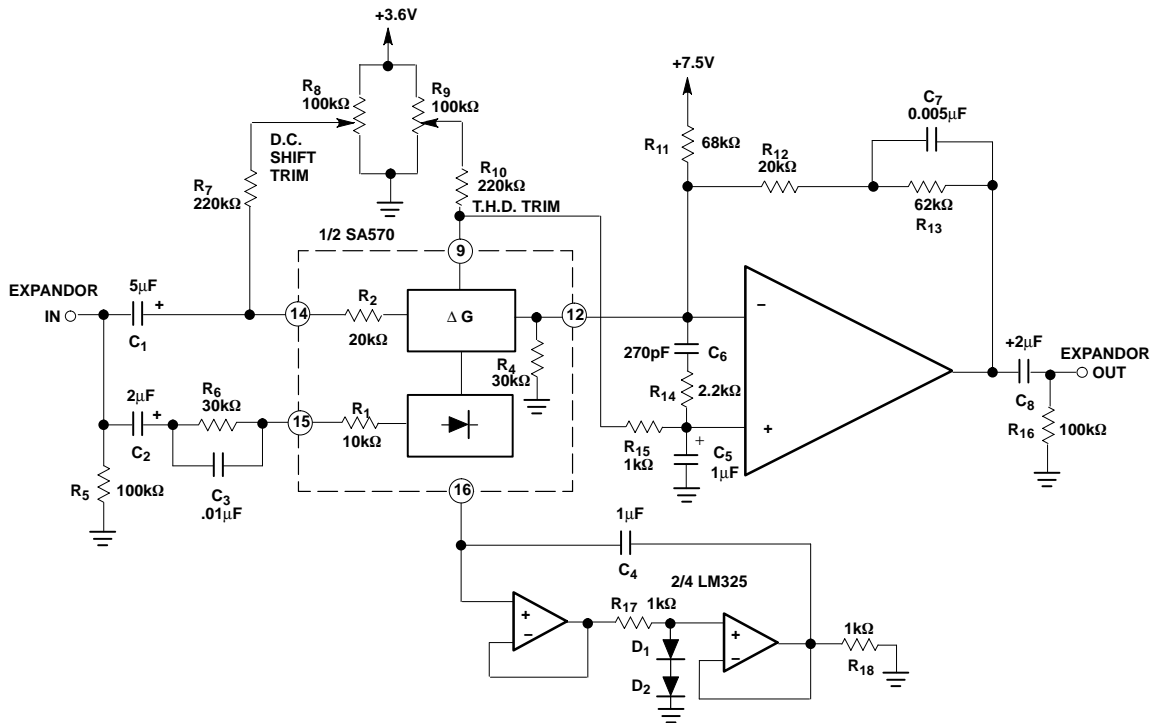 +3.6V
R8
100kΩ
R9
100kΩ
+7.5V
C7
0.005μF
D.C.
SHIFT
TRIM
R11
68kΩ
R12
20kΩ
R10
220kΩ
R7
220kΩ
T.H.D. TRIM
62kΩ
R13
1/2 SA570
9
EXPANDOR
IN
5μF
+
C1
14
R2
20kΩ
Δ G
12
R4
30kΩ
270pF
C6
R14
2.2kΩ
−
+
+2μF
C8
EXPANDOR
OUT
R16
100kΩ
2μF
+
C2
R6
30kΩ
15
R1
10kΩ
R15
1kΩ
+
C5
1μF
R5
100kΩ
C3
.01μF
16
1μF
C4
2/4 LM325
+
−
R17
1kΩ
D1
D2
+
−
1kΩ
R18